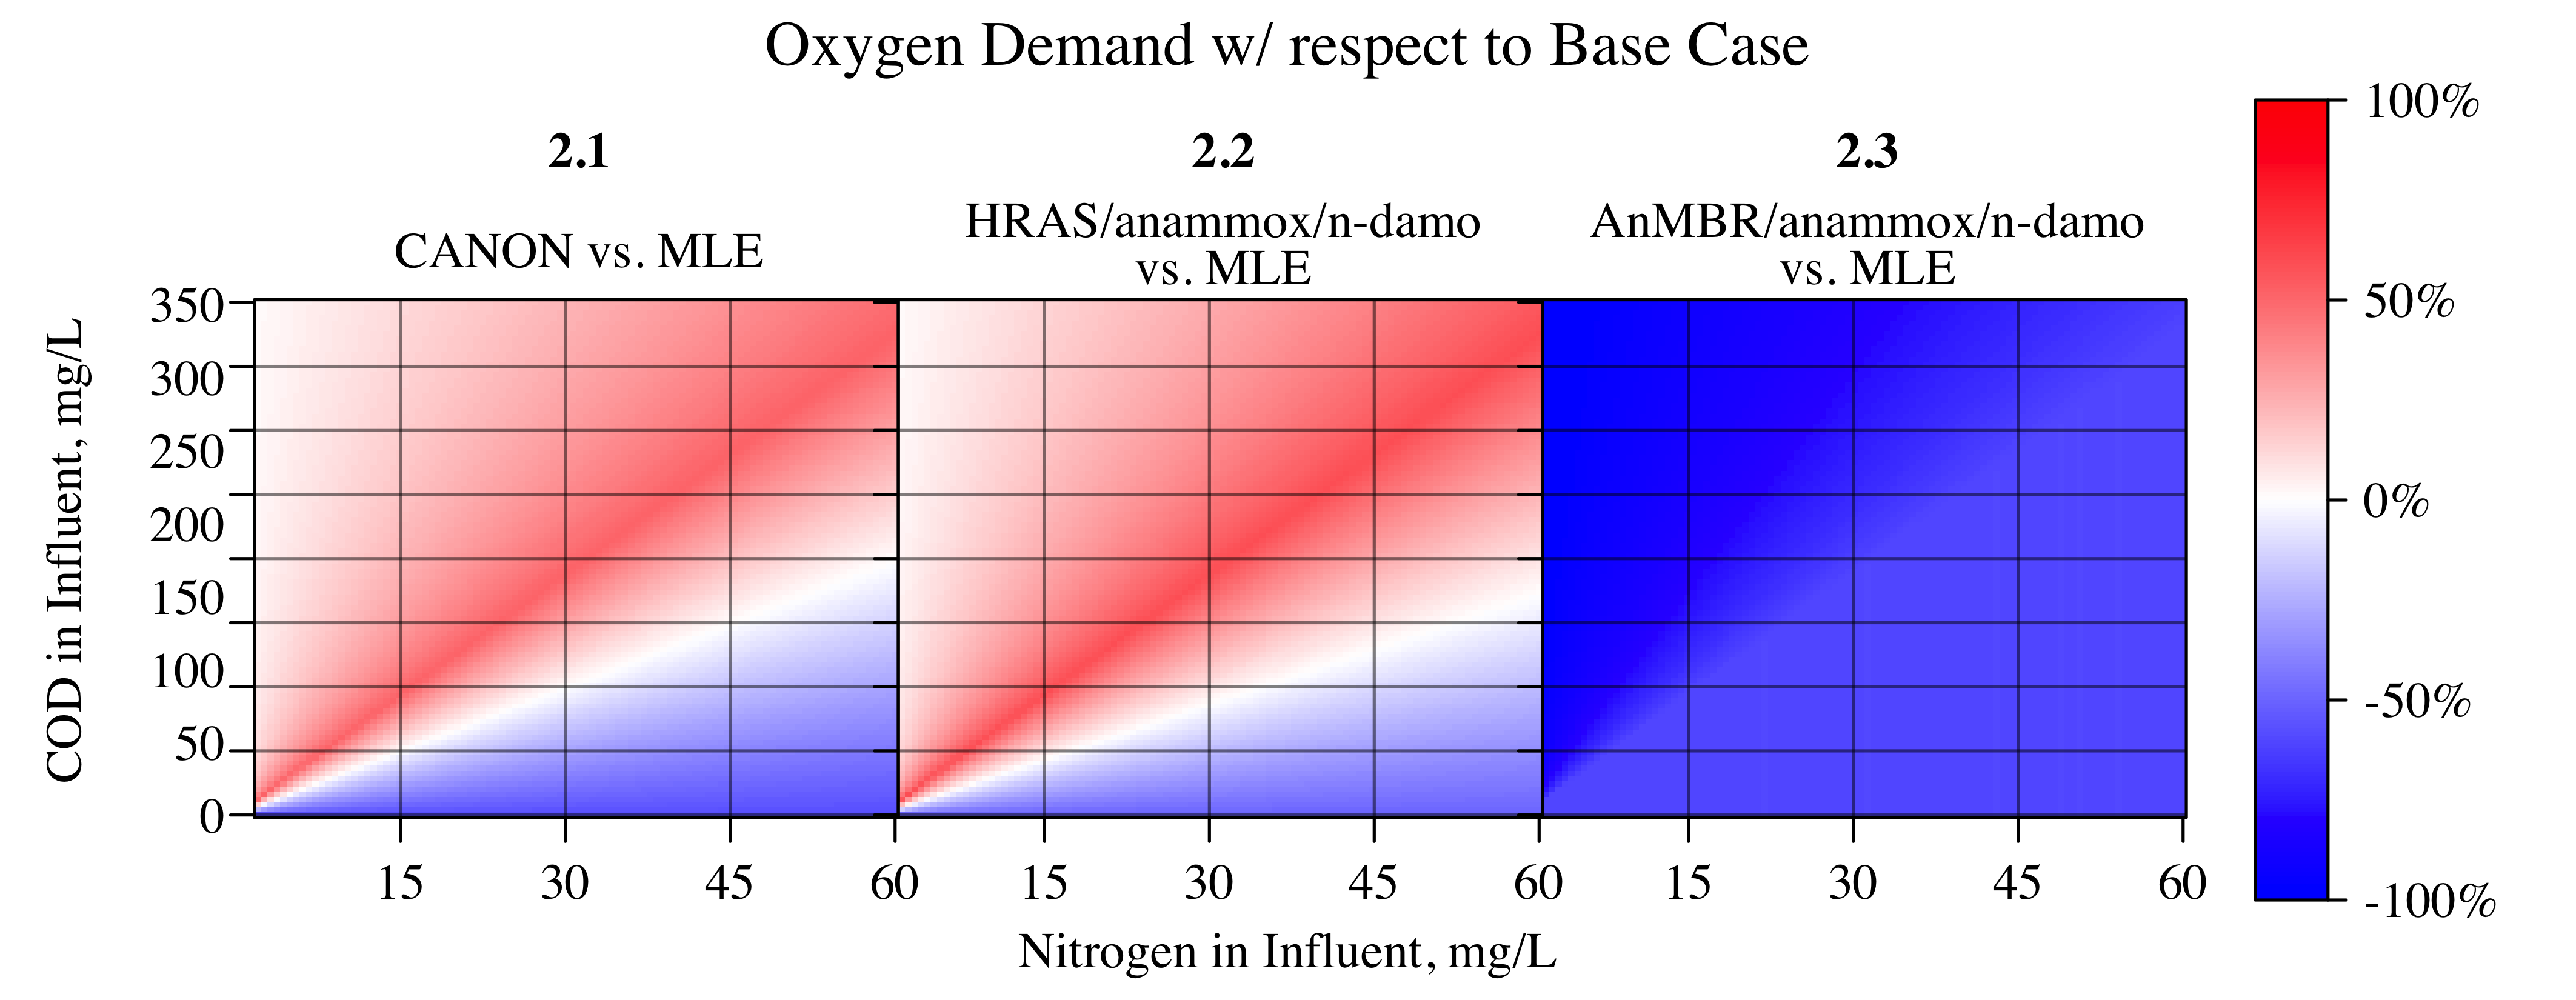 Oxygen Demand w/ respect to Base Case
2.1
CANON vs. MLE
2.2
HRAS/anammox/n-damo
vs. MLE
2.3
AnMBR/anammox/n-damo
vs. MLE
COD in Influent, mg/L
350
300
250
200
150
100
50
0
15 30 45 60 15 30 45 60 15 30 45 60
Nitrogen in Influent, mg/L
100%
50%
0%
-50%
-100%